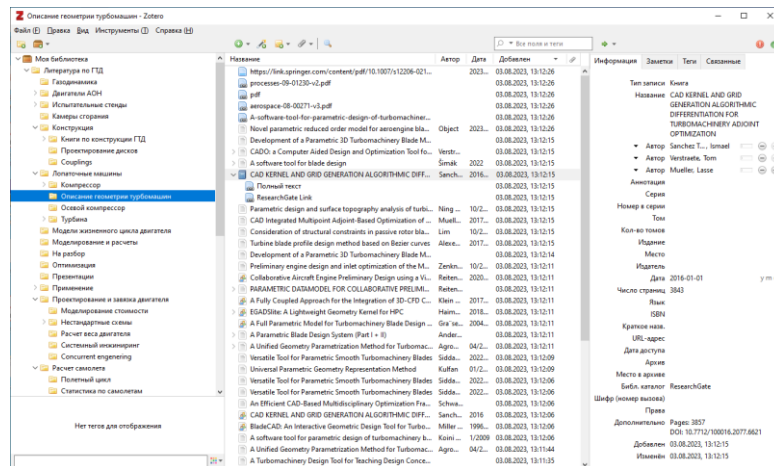 Описание геометрии турбомашин - Zotero
Файл (F) Правка Вид Инструменты (T) Справка (H)
Все поля и теги
Моя библиотека
Литература по ГТД
Газодинамика
Двигатели АОН
Испытательные стенды
Камеры сгорания
Конструкция
Книги по конструкции ГТД
Проектирование дисков
Couplings
Лопаточные машины
Компрессор
Описание геометрии турбомашин
Осевой компрессор
Турбина
Модели жизненного цикла двигателя
Моделирование и расчеты
На разбор
Оптимизация
Презентации
Применение
Проектирование и завязка двигателя
Моделирование стоимости
Нестандартные схемы
Расчет веса двигателя
Системный инжиниринг
Concurrent engenering
Расчет самолета
Полетный цикл
Статистика по самолетам
Нет тегов для отображения
Название Автор Дата Добавлен
https://link.springer.com/content/pdf/10.1007/s12206-021... 2023... 03.08.2023, 13:12:26
processes-09-01230-v2.pdf 03.08.2023, 13:12:26
pdf 03.08.2023, 13:12:26
aerospace-08-00271-v3.pdf 03.08.2023, 13:12:26
A-software-tool-for-parametric-design-of-turbomachiner... 03.08.2023, 13:12:26
Novel parametric reduced order model for aeroengine bla... Object 2023... 03.08.2023, 13:12:26
Development of a Parametric 3D Turbomachinery Blade M... 03.08.2023, 13:12:15
CADO: a Computer Aided Design and Optimization Tool fo... Verstr... 03.08.2023, 13:12:15
A software tool for blade design Šimák 2022 03.08.2023, 13:12:15
CAD KERNEL AND GRID GENERATION ALGORITHMIC DIFF... Sanch... 2016... 03.08.2023, 13:12:15
Полный текст 03.08.2023, 13:12:15
ResearchGate Link 03.08.2023, 13:12:15
Parametric design and surface topography analysis of turbi... Ning ... 10/2... 03.08.2023, 13:12:15
CAD Integrated Multipoint Adjoint-Based Optimization of ... Muell... 2017... 03.08.2023, 13:12:15
Consideration of structural constraints in passive rotor bla... Lim 10/2... 03.08.2023, 13:12:15
Turbine blade profile design method based on Bezier curves Alexe... 2017... 03.08.2023, 13:12:15
Development of a Parametric 3D Turbomachinery Blade M... 03.08.2023, 13:12:14
Preliminary engine design and inlet optimization of the M... Zenkn... 10/2... 03.08.2023, 13:12:11
Collaborative Aircraft Engine Preliminary Design using a Vi... Reiten... 2020... 03.08.2023, 13:12:11
PARAMETRIC DATAMODEL FOR COLLABORATIVE PRELIMI... Reiten... 03.08.2023, 13:12:11
A Fully Coupled Approach for the Integration of 3D-CFD C... Klein ... 2017... 03.08.2023, 13:12:11
EGADSlite: A Lightweight Geometry Kernel for HPC Haim... 2018... 03.08.2023, 13:12:11
A Full Parametric Model for Turbomachinery Blade Design ... Gra¨se... 2004... 03.08.2023, 13:12:11
A Parametric Blade Design System (Part I + II) Ander... 03.08.2023, 13:12:11
A Unified Geometry Parametrization Method for Turbomac... Agro... 04/2... 03.08.2023, 13:12:11
Versatile Tool for Parametric Smooth Turbomachinery Blades Sidda... 2022... 03.08.2023, 13:12:09
Universal Parametric Geometry Representation Method Kulfan 01/2... 03.08.2023, 13:12:09
Versatile Tool for Parametric Smooth Turbomachinery Blades Sidda... 2022... 03.08.2023, 13:12:06
Versatile Tool for Parametric Smooth Turbomachinery Blades Sidda... 2022... 03.08.2023, 13:12:06
An Efficient CAD-Based Multidisciplinary Optimization Fra... Schwa... 03.08.2023, 13:12:06
CAD KERNEL AND GRID GENERATION ALGORITHMIC DIFF... Sanch... 2016 03.08.2023, 13:12:06
BladeCAD: An Interactive Geometric Design Tool for Turbo... Miller ... 1996... 03.08.2023, 13:12:06
A software tool for parametric design of turbomachinery b... Koini 1/2009 03.08.2023, 13:12:06
A Unified Geometry Parametrization Method for Turbomac... Agro... 04/2... 03.08.2023, 13:11:44
A Turbomachinery Design Tool for Teaching Design Conce... 03.08.2023, 13:11:35
Информация Заметки Теги Связанные
Тип записи Книга
Название CAD KERNEL AND GRID
GENERATION ALGORITHMIC
DIFFERENTIATION FOR
TURBOMACHINERY ADJOINT
OPTIMIZATION
Автор Sanchez T..., Ismael
Автор Verstraete, Tom
Автор Mueller, Lasse
Аннотация
Серия
Номер в серии
Том
Кол-во томов
Издание
Место
Издатель
Дата 2016-01-01 y m
Число страниц 3843
Язык
ISBN
Краткое назв.
URL-адрес
Дата доступа
Архив
Место в архиве
Библ. каталог ResearchGate
Шифр (номер вызова)
Права
Дополнительно Pages: 3857
DOI: 10.7712/100016.2077.6621
Добавлен 03.08.2023, 13:12:15
Изменён 03.08.2023, 13:12:15